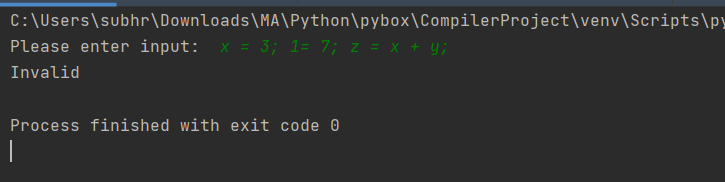 C:\Users\subhr\Downloads\MA\Python\pybox\CompilerProject\venv\Scripts\py
Please enter input:  x = 3; 1= 7; z = x + y;
Invalid
Process finished with exit code 0